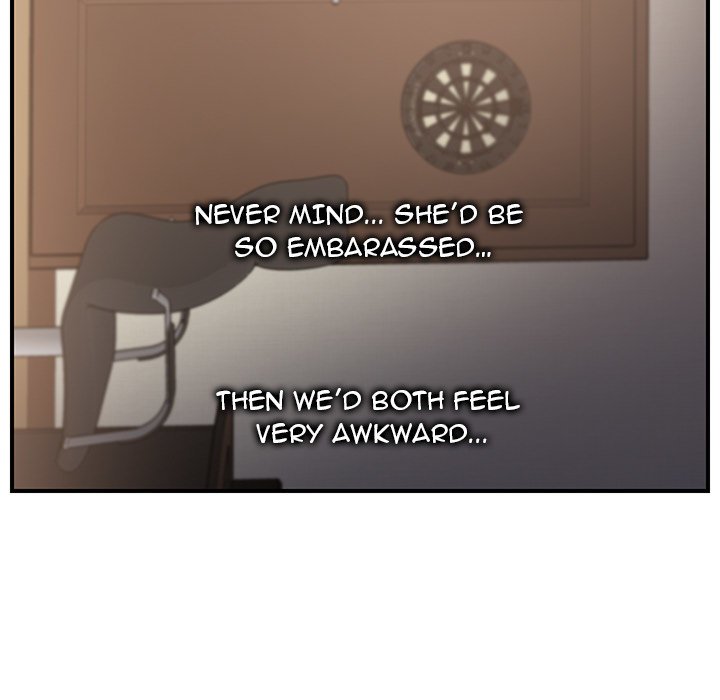 NEVER MIND... SHE'D BE
SO EMBARASSED...
THEN WE'D BOTH FEEL
VERY AWKWARD...